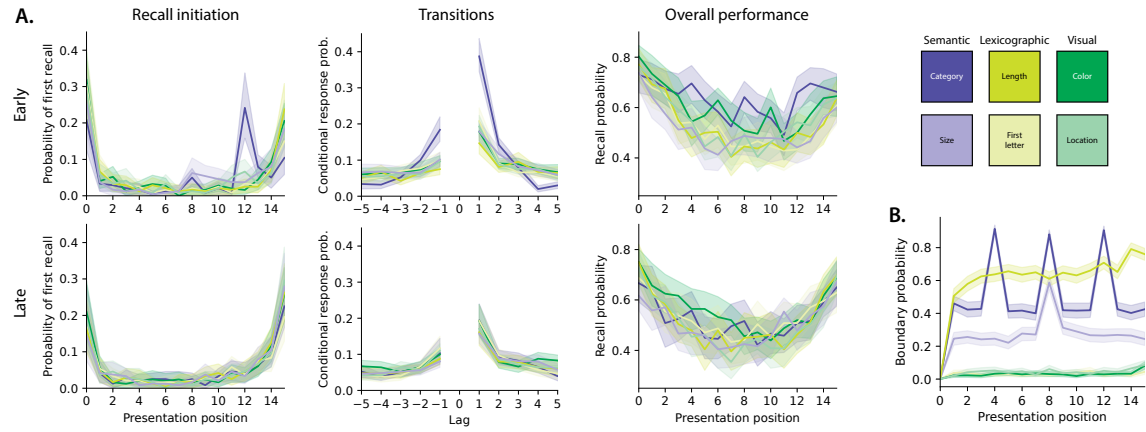 A.
Recall initiation
Transitions
Overall performance
Early
Probability of first recall
0.4
0.3
0.2
0.1
0.0
0 2 4 6 8 10 12 14
Conditional response prob.
0.4
0.3
0.2
0.1
0.0
−5 −4 −3 −2 −1 0 1 2 3 4 5
Recall probability
0.8
0.6
0.4
0 2 4 6 8 10 12 14
Late
Probability of first recall
0.4
0.3
0.2
0.1
0.0
0 2 4 6 8 10 12 14
Presentation position
Conditional response prob.
0.4
0.3
0.2
0.1
0.0
−5 −4 −3 −2 −1 0 1 2 3 4 5
Lag
Recall probability
0.8
0.6
0.4
0 2 4 6 8 10 12 14
Presentation position
Semantic Lexicographic Visual
Category Length Color
Size First letter Location
B.
Boundary probability
0.8
0.6
0.4
0.2
0.0
0 2 4 6 8 10 12 14
Presentation position